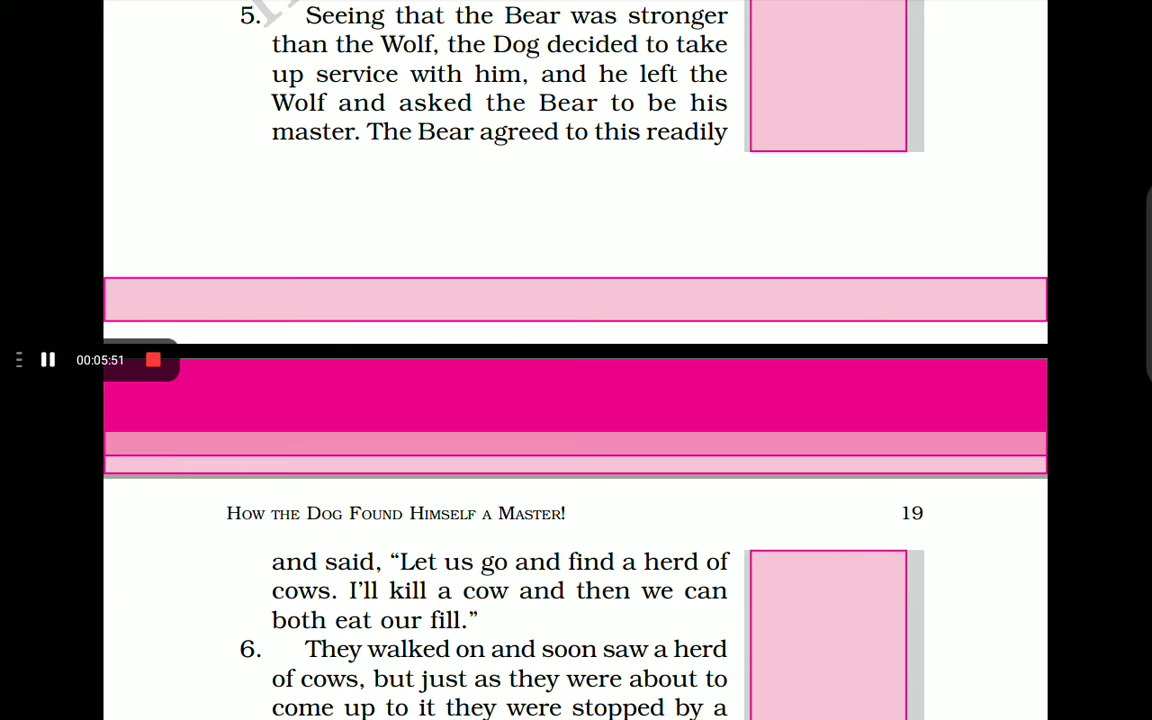 5. Seeing that the Bear was stronger
than the Wolf, the Dog decided to take
up service with him, and he left the
Wolf and asked the Bear to be his
master. The Bear agreed to this readily
00:05:51
How the Dog Found Himself a Master! 19
and said, “Let us go and find a herd of
cows. I’ll kill a cow and then we can
both eat our fill.”
6. They walked on and soon saw a herd
of cows, but just as they were about to
come up to it they were stopped by a